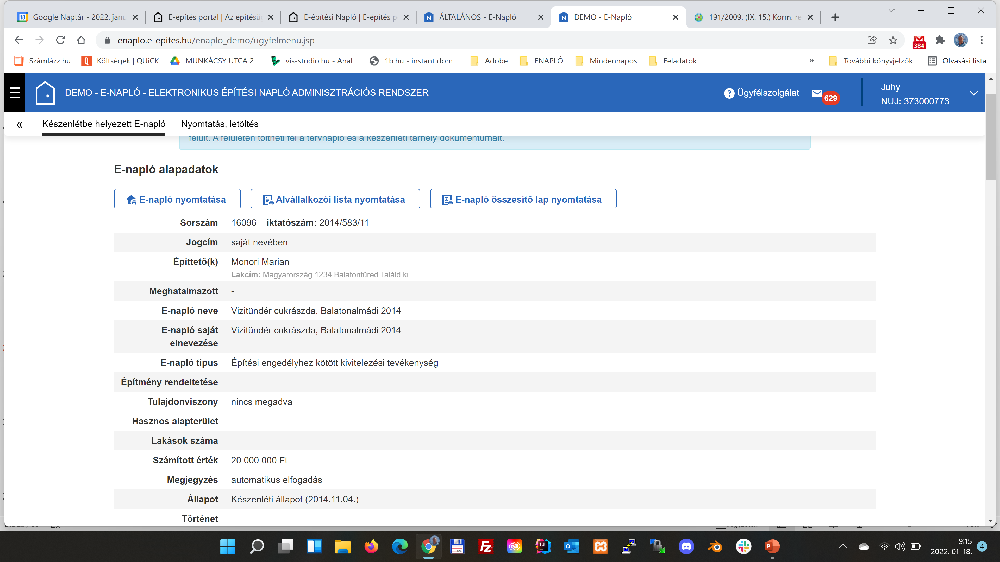 Google Naptár - 2022. janu
E-építés portál | Az építésü
E-építési Napló | E-építés p
ÁLTALÁNOS - E-Napló
DEMO - E-Napló
191/2009. (IX. 15.) Korm. re
enaplo.e-epites.hu/enaplo_demo/ugyfelmenu.jsp
384
Számlázz.hu
Költségek | QUiCK
MUNKÁCSY UTCA 2...
vis-studio.hu - Anal...
1b.hu - instant dom...
Adobe
ENAPLÓ
Mindennapos
Feladatok
»
További könyvjelzők
Olvasási lista
DEMO - E-NAPLÓ - ELEKTRONIKUS ÉPÍTÉSI NAPLÓ ADMINISZTRÁCIÓS RENDSZER
Ügyfélszolgálat
629
Juhy
NÜJ: 373000773
« Készenlétbe helyezett E-napló Nyomtatás, letöltés
felült. A felületen töltheti fel a tervnapló és a készenléti tárhely dokumentumait.
E-napló alapadatok
E-napló nyomtatása
Alvállalkozói lista nyomtatása
E-napló összesítő lap nyomtatása
Sorszám 16096 iktatószám: 2014/583/11
Jogcím saját nevében
Építtető(k) Monori Marian
Lakcím: Magyarország 1234 Balatonfüred Találd ki
Meghatalmazott -
E-napló neve Vizitündér cukrászda, Balatonalmádi 2014
E-napló saját elnevezése Vizitündér cukrászda, Balatonalmádi 2014
E-napló típus Építési engedélyhez kötött kivitelezési tevékenység
Építmény rendeltetése
Tulajdonviszony nincs megadva
Hasznos alapterület
Lakások száma
Számított érték 20 000 000 Ft
Megjegyzés automatikus elfogadás
Állapot Készenléti állapot (2014.11.04.)
Történet
9:15
2022. 01. 18.
4